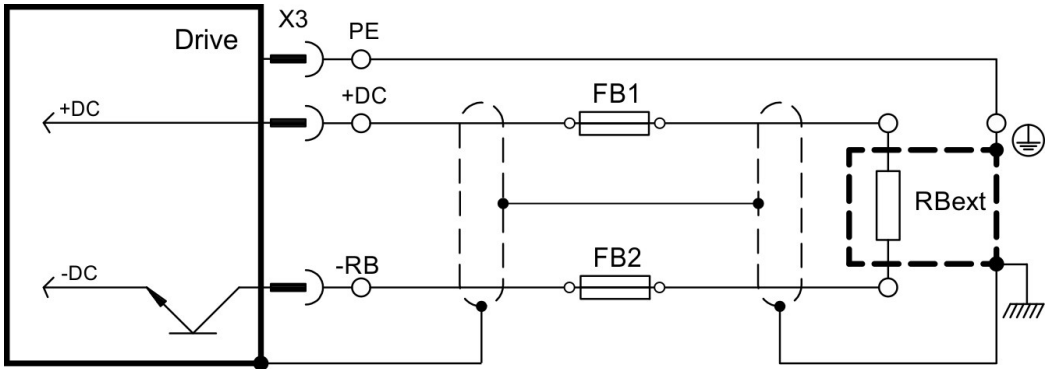 X3
PE
Drive
+DC
+DC
FB1
RBext
-DC
-RB
FB2